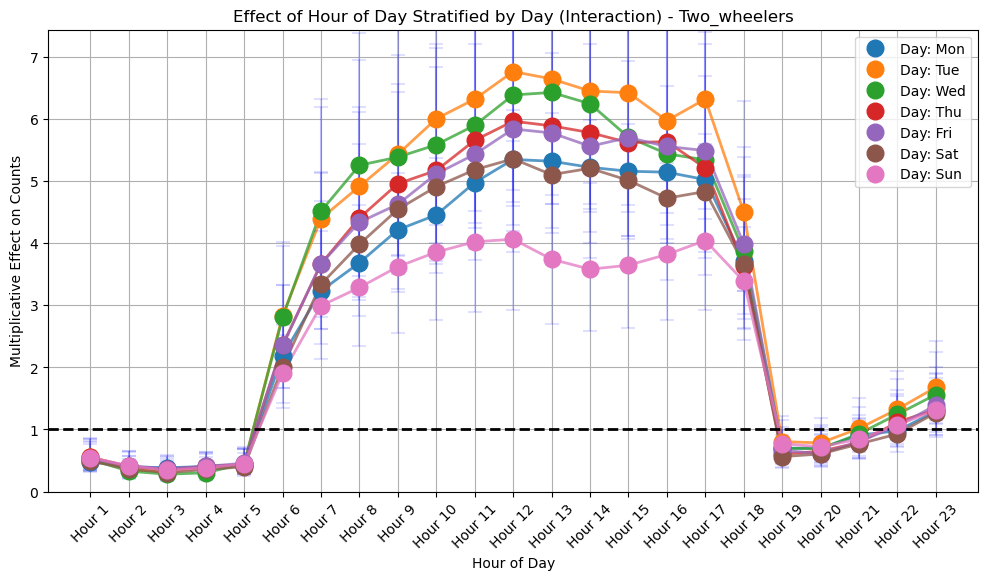 Effect of Hour of Day Stratified by Day (Interaction) - Two_wheelers
Multiplicative Effect on Counts
7
6
5
4
3
2
1
0
Day: Mon
Day: Tue
Day: Wed
Day: Thu
Day: Fri
Day: Sat
Day: Sun
Hour 1
Hour 2
Hour 3
Hour 4
Hour 5
Hour 6
Hour 7
Hour 8
Hour 9
Hour 10
Hour 11
Hour 12
Hour 13
Hour 14
Hour 15
Hour 16
Hour 17
Hour 18
Hour 19
Hour 20
Hour 21
Hour 22
Hour 23
Hour of Day